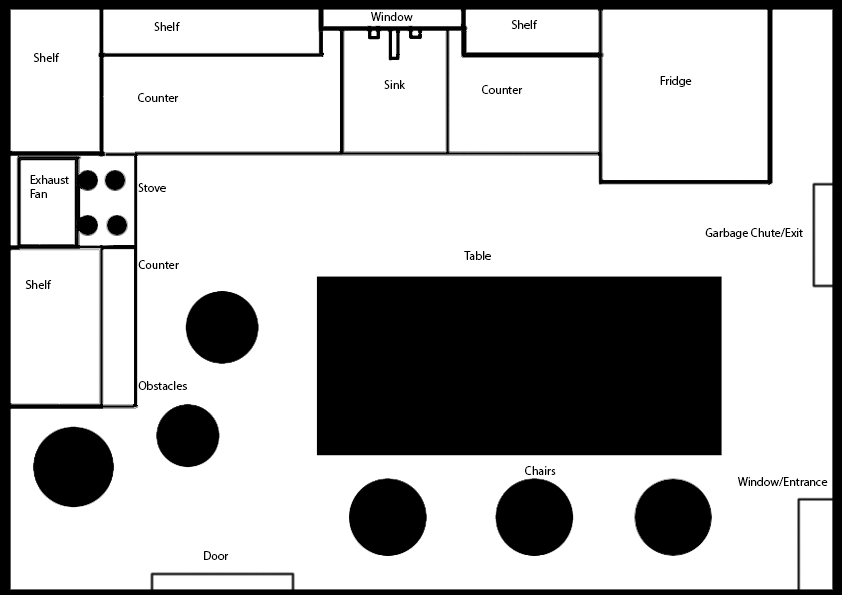 Window
Shelf
Shelf
Shelf
Fridge
Sink
Counter
Counter
Exhaust
Fan
Stove
Garbage Chute/Exit
Table
Counter
Shelf
Obstacles
Chairs
Window/Entrance
Door